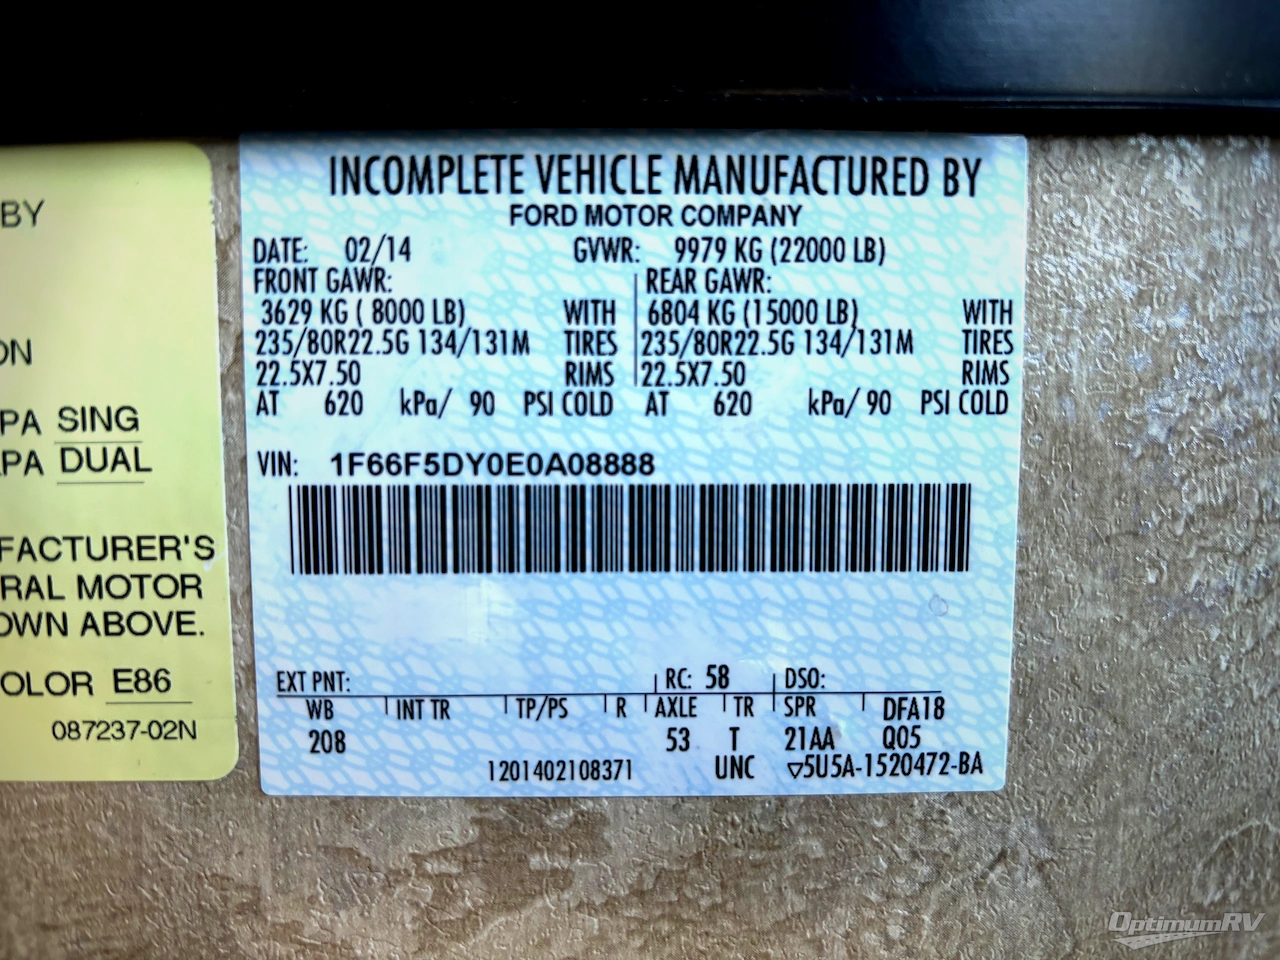 BY
ON
PA SING
PA DUAL
FACTURER'S
RAL MOTOR
OWN ABOVE.
OLOR E86
087237-02N
INCOMPLETE VEHICLE MANUFACTURED BY
FORD MOTOR COMPANY
DATE: 02/14 GVWR: 9979 KG (22000 LB)
FRONT GAWR: REAR GAWR:
3629 KG ( 8000 LB) WITH 6804 KG (15000 LB) WITH
235/80R22.5G 134/131M TIRES 235/80R22.5G 134/131M TIRES
22.5X7.50 RIMS 22.5X7.50 RIMS
AT 620 kPa/ 90 PSI COLD AT 620 kPa/ 90 PSI COLD
VIN: 1F66F5DY0E0A08888
EXT PNT: RC: 58 DSO:
WB INT TR TP/PS R AXLE TR SPR DFA18
208 53 T 21AA Q05
1201402108371 UNC ▽5U5A-1520472-BA
OptimumRV